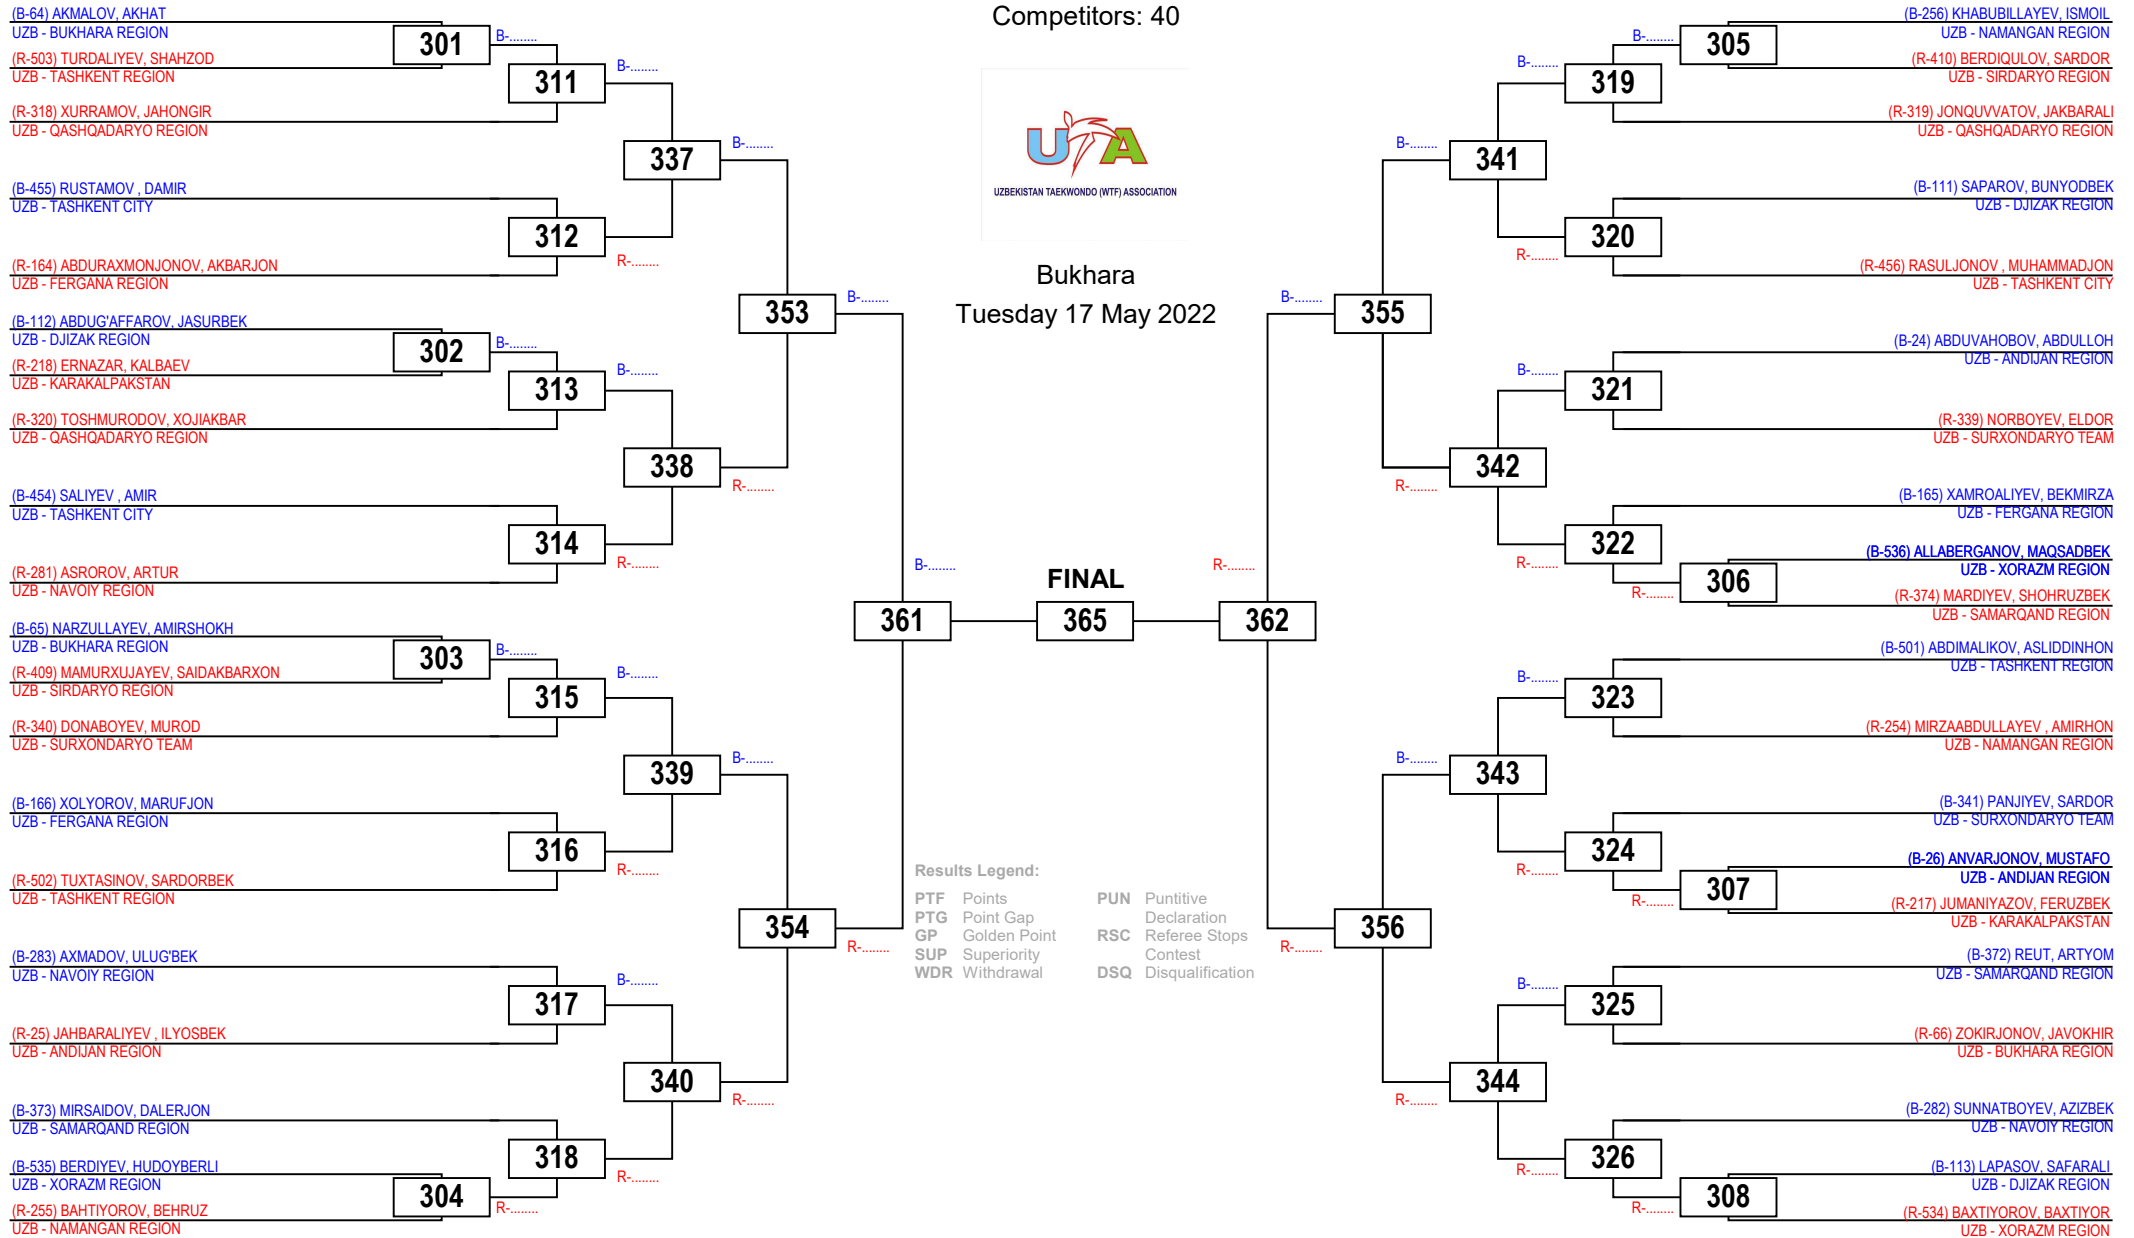 Competitors: 40
UTA
UZBEKISTAN TAEKWONDO (WTF) ASSOCIATION
Bukhara
Tuesday 17 May 2022
(B-64) AKMALOV, AKHAT
UZB - BUKHARA REGION
301
B-........
(R-503) TURDALIYEV, SHAHZOD
UZB - TASHKENT REGION
311
B-........
(R-318) XURRAMOV, JAHONGIR
UZB - QASHQADARYO REGION
337
B-........
(B-455) RUSTAMOV , DAMIR
UZB - TASHKENT CITY
312
R-........
(R-164) ABDURAXMONJONOV, AKBARJON
UZB - FERGANA REGION
353
B-........
(B-112) ABDUG'AFFAROV, JASURBEK
UZB - DJIZAK REGION
302
B-........
(R-218) ERNAZAR, KALBAEV
UZB - KARAKALPAKSTAN
313
B-........
(R-320) TOSHMURODOV, XOJIAKBAR
UZB - QASHQADARYO REGION
338
R-........
(B-454) SALIYEV , AMIR
UZB - TASHKENT CITY
314
R-........
(R-281) ASROROV, ARTUR
UZB - NAVOIY REGION
361
B-........
(B-65) NARZULLAYEV, AMIRSHOKH
UZB - BUKHARA REGION
303
B-........
(R-409) MAMURXUJAYEV, SAIDAKBARXON
UZB - SIRDARYO REGION
315
B-........
(R-340) DONABOYEV, MUROD
UZB - SURXONDARYO TEAM
339
B-........
(B-166) XOLYOROV, MARUFJON
UZB - FERGANA REGION
316
R-........
(R-502) TUXTASINOV, SARDORBEK
UZB - TASHKENT REGION
354
R-........
(B-283) AXMADOV, ULUG'BEK
UZB - NAVOIY REGION
317
B-........
(R-25) JAHBARALIYEV , ILYOSBEK
UZB - ANDIJAN REGION
340
R-........
(B-373) MIRSAIDOV, DALERJON
UZB - SAMARQAND REGION
318
R-........
(B-535) BERDIYEV, HUDOYBERLI
UZB - XORAZM REGION
304
R-........
(R-255) BAHTIYOROV, BEHRUZ
UZB - NAMANGAN REGION
FINAL
365
Results Legend:
PTF Points
PTG Point Gap
GP Golden Point
SUP Superiority
WDR Withdrawal
PUN Puntitive
Declaration
RSC Referee Stops
Contest
DSQ Disqualification
(B-256) KHABUBILLAYEV, ISMOIL
UZB - NAMANGAN REGION
B-........
305
(R-410) BERDIQULOV, SARDOR
UZB - SIRDARYO REGION
B-........
319
(R-319) JONQUVVATOV, JAKBARALI
UZB - QASHQADARYO REGION
B-........
341
(B-111) SAPAROV, BUNYODBEK
UZB - DJIZAK REGION
R-........
320
(R-456) RASULJONOV , MUHAMMADJON
UZB - TASHKENT CITY
B-........
355
(B-24) ABDUVAHOBOV, ABDULLOH
UZB - ANDIJAN REGION
B-........
321
(R-339) NORBOYEV, ELDOR
UZB - SURXONDARYO TEAM
R-........
342
(B-165) XAMROALIYEV, BEKMIRZA
UZB - FERGANA REGION
R-........
322
(B-536) ALLABERGANOV, MAQSADBEK
UZB - XORAZM REGION
R-........
306
(R-374) MARDIYEV, SHOHRUZBEK
UZB - SAMARQAND REGION
R-........
362
(B-501) ABDIMALIKOV, ASLIDDINHON
UZB - TASHKENT REGION
B-........
323
(R-254) MIRZAABDULLAYEV , AMIRHON
UZB - NAMANGAN REGION
B-........
343
(B-341) PANJIYEV, SARDOR
UZB - SURXONDARYO TEAM
R-........
324
(B-26) ANVARJONOV, MUSTAFO
UZB - ANDIJAN REGION
R-........
307
(R-217) JUMANIYAZOV, FERUZBEK
UZB - KARAKALPAKSTAN
R-........
356
(B-372) REUT, ARTYOM
UZB - SAMARQAND REGION
B-........
325
(R-66) ZOKIRJONOV, JAVOKHIR
UZB - BUKHARA REGION
R-........
344
(B-282) SUNNATBOYEV, AZIZBEK
UZB - NAVOIY REGION
R-........
326
(B-113) LAPASOV, SAFARALI
UZB - DJIZAK REGION
R-........
308
(R-534) BAXTIYOROV, BAXTIYOR
UZB - XORAZM REGION